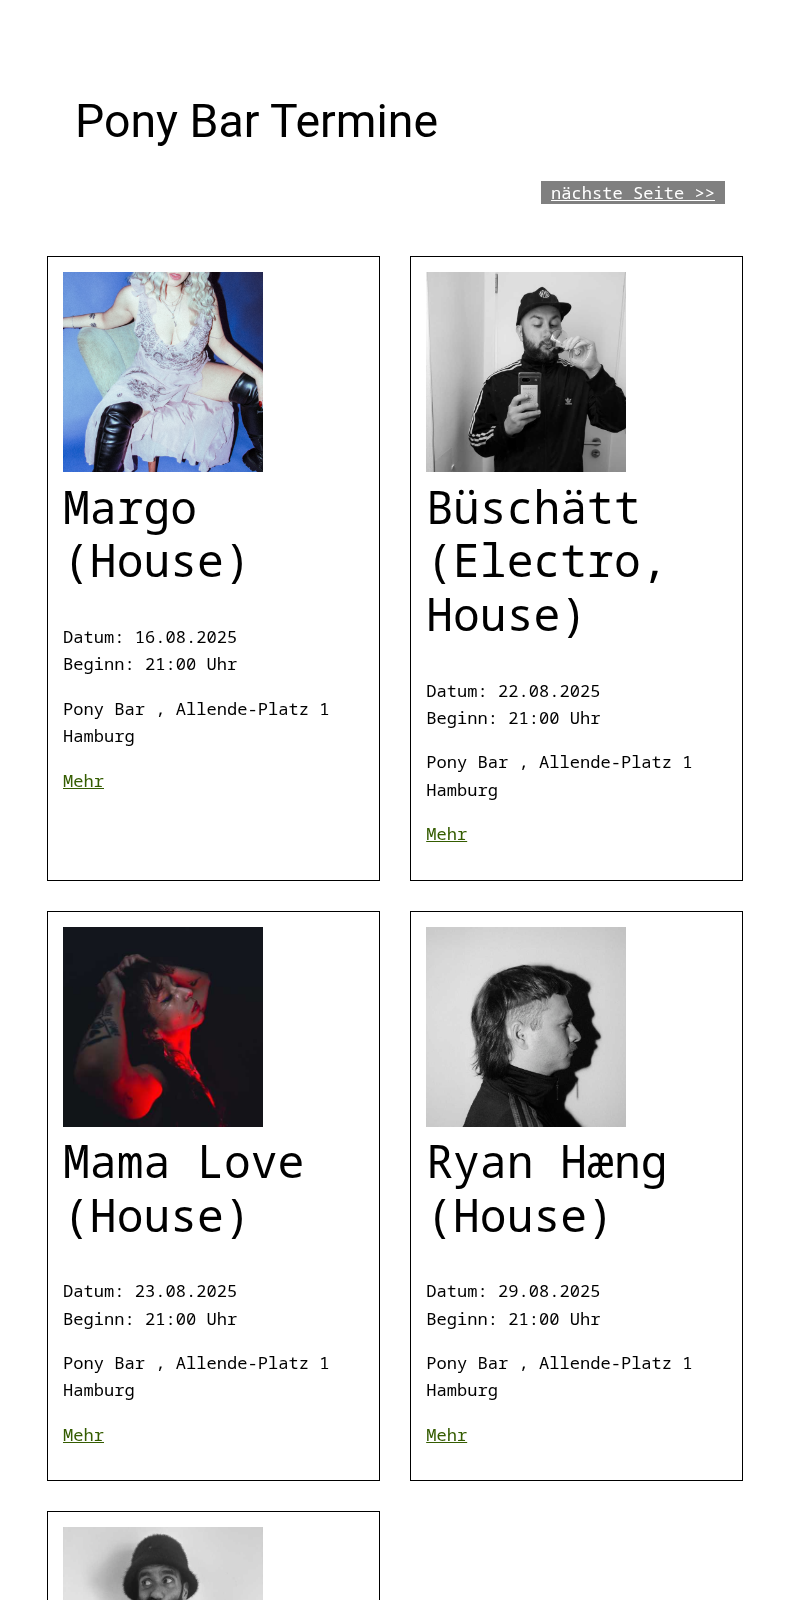 Pony Bar Termine
nächste Seite >>
Margo
(House)
Datum: 16.08.2025
Beginn: 21:00 Uhr
Pony Bar , Allende-Platz 1
Hamburg
Mehr
Büschätt
(Electro,
House)
Datum: 22.08.2025
Beginn: 21:00 Uhr
Pony Bar , Allende-Platz 1
Hamburg
Mehr
Mama Love
(House)
Datum: 23.08.2025
Beginn: 21:00 Uhr
Pony Bar , Allende-Platz 1
Hamburg
Mehr
Ryan Hæng
(House)
Datum: 29.08.2025
Beginn: 21:00 Uhr
Pony Bar , Allende-Platz 1
Hamburg
Mehr